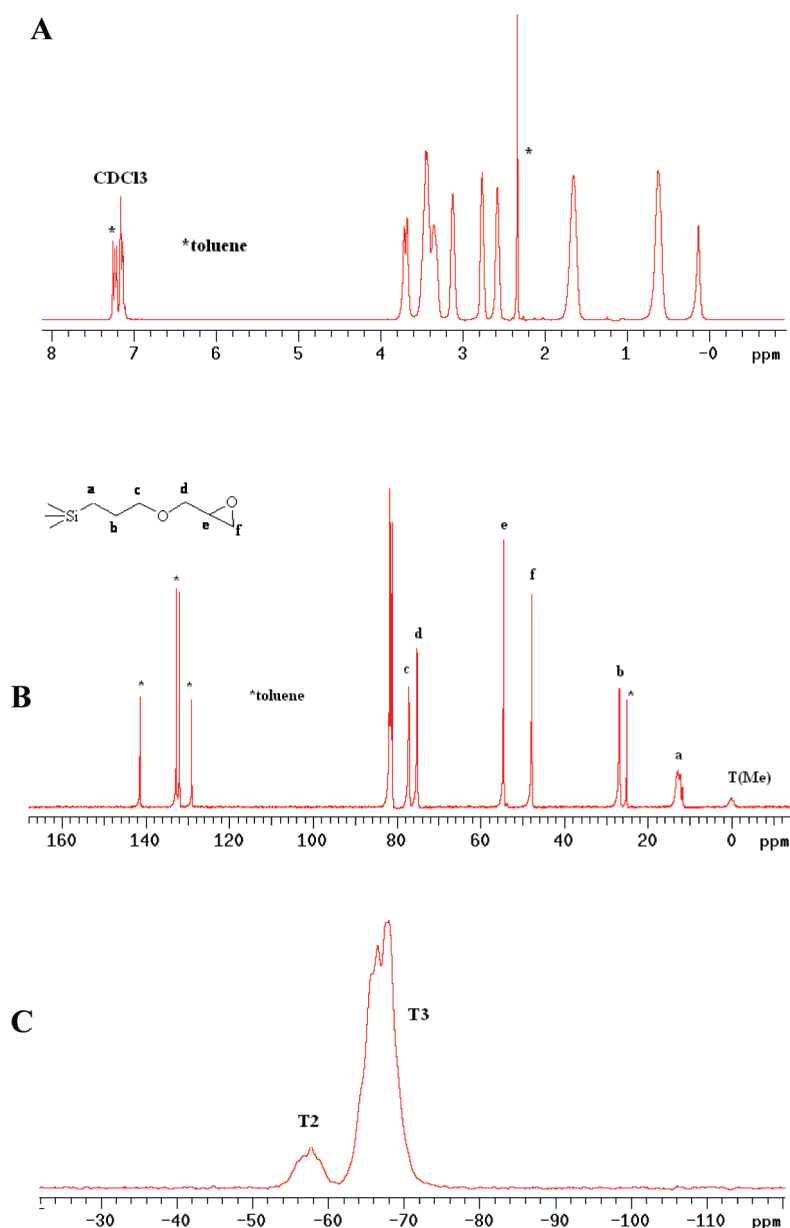 A
*
CDCl3
*
*toluene
8 7 6 5 4 3 2 1 -0 ppm
a c d O
Si b O e f
*
e
f
d
*
c
b
B
* *
*toluene
*
a
T(Me)
160 140 120 100 80 60 40 20 0 ppm
C
T3
T2
-30 -40 -50 -60 -70 -80 -90 -100 -110 ppm